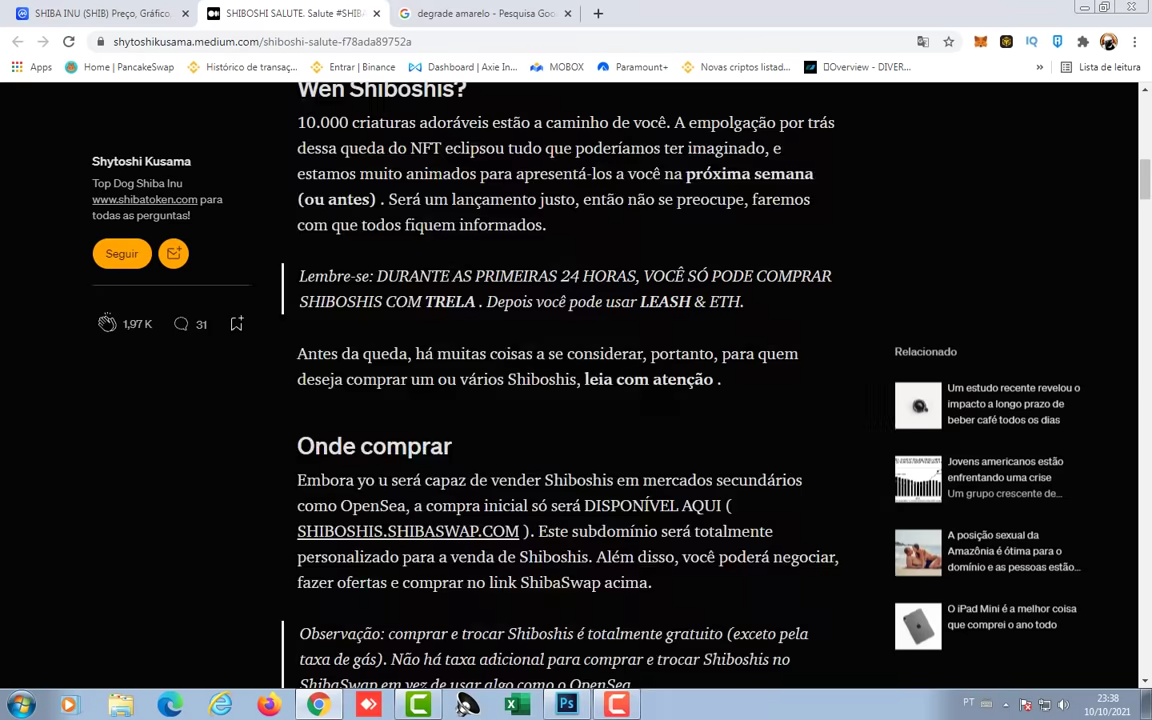 SHIBA INU (SHIB) Preço, Gráfico,
SHIBOSHI SALUTE. Salute #SHIBA
degrade amarelo - Pesquisa Goo
shytoshikusama.medium.com/shiboshi-salute-f78ada89752a
Apps
Home | PancakeSwap
Histórico de transaç...
Entrar | Binance
Dashboard | Axie In...
MOBOX
Paramount+
Novas criptos listad...
Overview - DIVER...
»
Lista de leitura
Wen Shiboshis?
10.000 criaturas adoráveis estão a caminho de você. A empolgação por trás
dessa queda do NFT eclipsou tudo que poderíamos ter imaginado, e
estamos muito animados para apresentá-los a você na próxima semana
(ou antes) . Será um lançamento justo, então não se preocupe, faremos
com que todos fiquem informados.
Shytoshi Kusama
Top Dog Shiba Inu
www.shibatoken.com para
todas as perguntas!
Seguir
1,97 K
31
Lembre-se: DURANTE AS PRIMEIRAS 24 HORAS, VOCÊ SÓ PODE COMPRAR
SHIBOSHIS COM TRELA . Depois você pode usar LEASH & ETH.
Antes da queda, há muitas coisas a se considerar, portanto, para quem
deseja comprar um ou vários Shiboshis, leia com atenção .
Onde comprar
Embora yo u será capaz de vender Shiboshis em mercados secundários
como OpenSea, a compra inicial só será DISPONÍVEL AQUI (
SHIBOSHIS.SHIBASWAP.COM ). Este subdomínio será totalmente
personalizado para a venda de Shiboshis. Além disso, você poderá negociar,
fazer ofertas e comprar no link ShibaSwap acima.
Observação: comprar e trocar Shiboshis é totalmente gratuito (exceto pela
taxa de gás). Não há taxa adicional para comprar e trocar Shiboshis no
ShibaSwap em vez de usar algo como o OpenSea
Relacionado
Um estudo recente revelou o
impacto a longo prazo de
beber café todos os dias
Jovens americanos estão
enfrentando uma crise
Um grupo crescente de...
A posição sexual da
Amazônia é ótima para o
domínio e as pessoas estão...
O iPad Mini é a melhor coisa
que comprei o ano todo
PT
23:38
10/10/2021